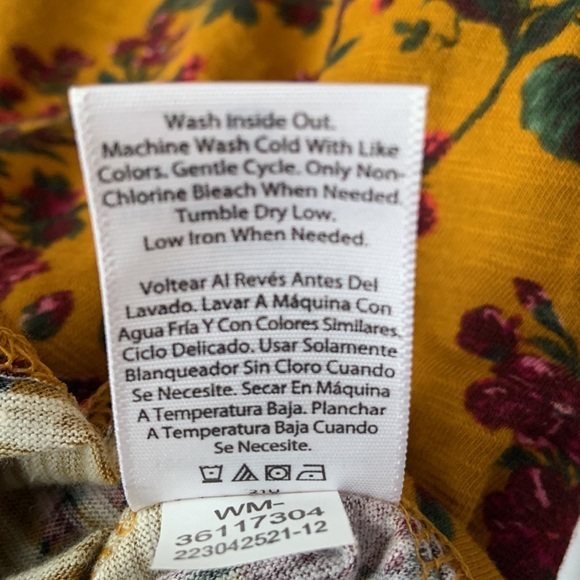 Wash Inside Out.
Machine Wash Cold With Like
Colors. Gentle Cycle. Only Non-
Chlorine Bleach When Needed.
Tumble Dry Low.
Low Iron When Needed.
Voltear Al Revés Antes Del
Lavado. Lavar A Máquina Con
Agua Fría Y Con Colores Similares.
Ciclo Delicado. Usar Solamente
Blanqueador Sin Cloro Cuando
Se Necesite. Secar En Máquina
A Temperatura Baja. Planchar
A Temperatura Baja Cuando
Se Necesite.
WM-
36117304
223042521-12